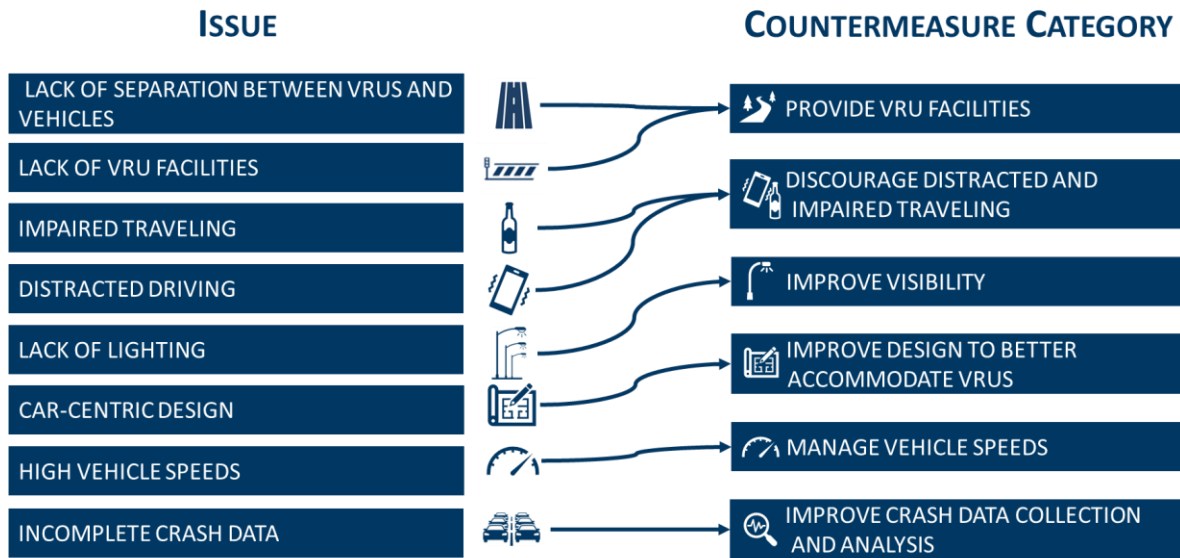 ISSUE
LACK OF SEPARATION BETWEEN VRUS AND
VEHICLES
LACK OF VRU FACILITIES
IMPAIRED TRAVELING
DISTRACTED DRIVING
LACK OF LIGHTING
CAR-CENTRIC DESIGN
HIGH VEHICLE SPEEDS
INCOMPLETE CRASH DATA
COUNTERMEASURE CATEGORY
PROVIDE VRU FACILITIES
DISCOURAGE DISTRACTED AND
IMPAIRED TRAVELING
IMPROVE VISIBILITY
IMPROVE DESIGN TO BETTER
ACCOMMODATE VRUS
MANAGE VEHICLE SPEEDS
IMPROVE CRASH DATA COLLECTION
AND ANALYSIS